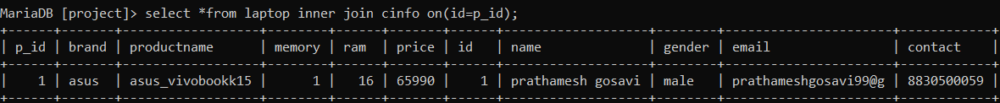 MariaDB [project]> select *from laptop inner join cinfo on(id=p_id);
+------+-------+-----------------+--------+------+-------+------+-------------------+--------+----------------------+------------+
| p_id | brand | productname     | memory | ram  | price | id   | name              | gender | email                | contact    |
+------+-------+-----------------+--------+------+-------+------+-------------------+--------+----------------------+------------+
|    1 | asus  | asus_vivobookk15 |      1 |   16 | 65990 |    1 | prathamesh gosavi | male   | prathameshgosavi99@g | 8830500059 |
+------+-------+-----------------+--------+------+-------+------+-------------------+--------+----------------------+------------+